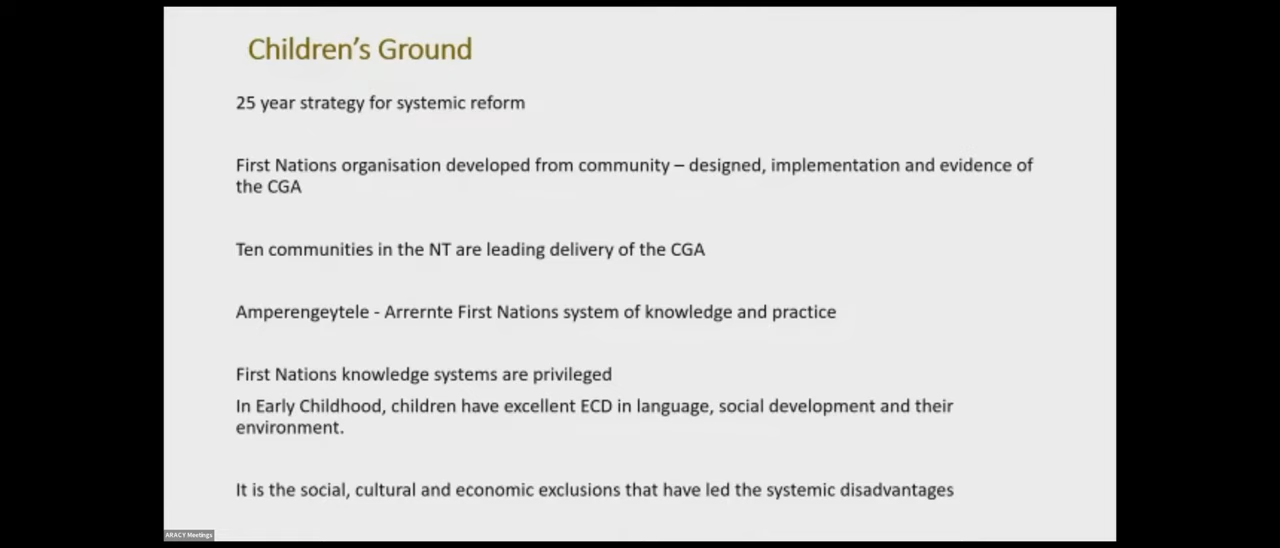 Children's Ground
25 year strategy for systemic reform
First Nations organisation developed from community – designed, implementation and evidence of
the CGA
Ten communities in the NT are leading delivery of the CGA
Amperengeytele - Arrernte First Nations system of knowledge and practice
First Nations knowledge systems are privileged
In Early Childhood, children have excellent ECD in language, social development and their
environment.
It is the social, cultural and economic exclusions that have led the systemic disadvantages
ARACY Meetings